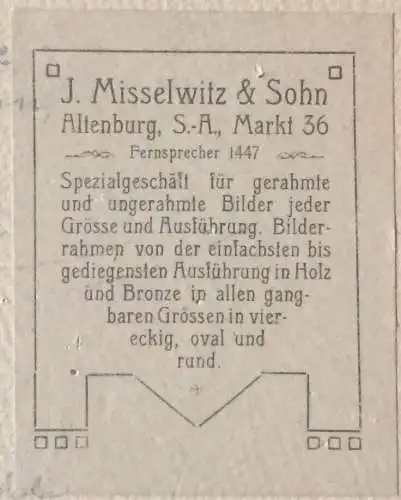 J. Misselwitz & Sohn
Altenburg, S.-A., Markt 36
Fernsprecher 1447
Spezialgeschäft für gerahmte
und ungerahmte Bilder jeder
Grösse und Ausführung. Bilder-
rahmen von der einfachsten bis
gediegensten Ausführung in Holz
und Bronze in allen gang-
baren Grössen in vier-
eckig, oval und
rund.